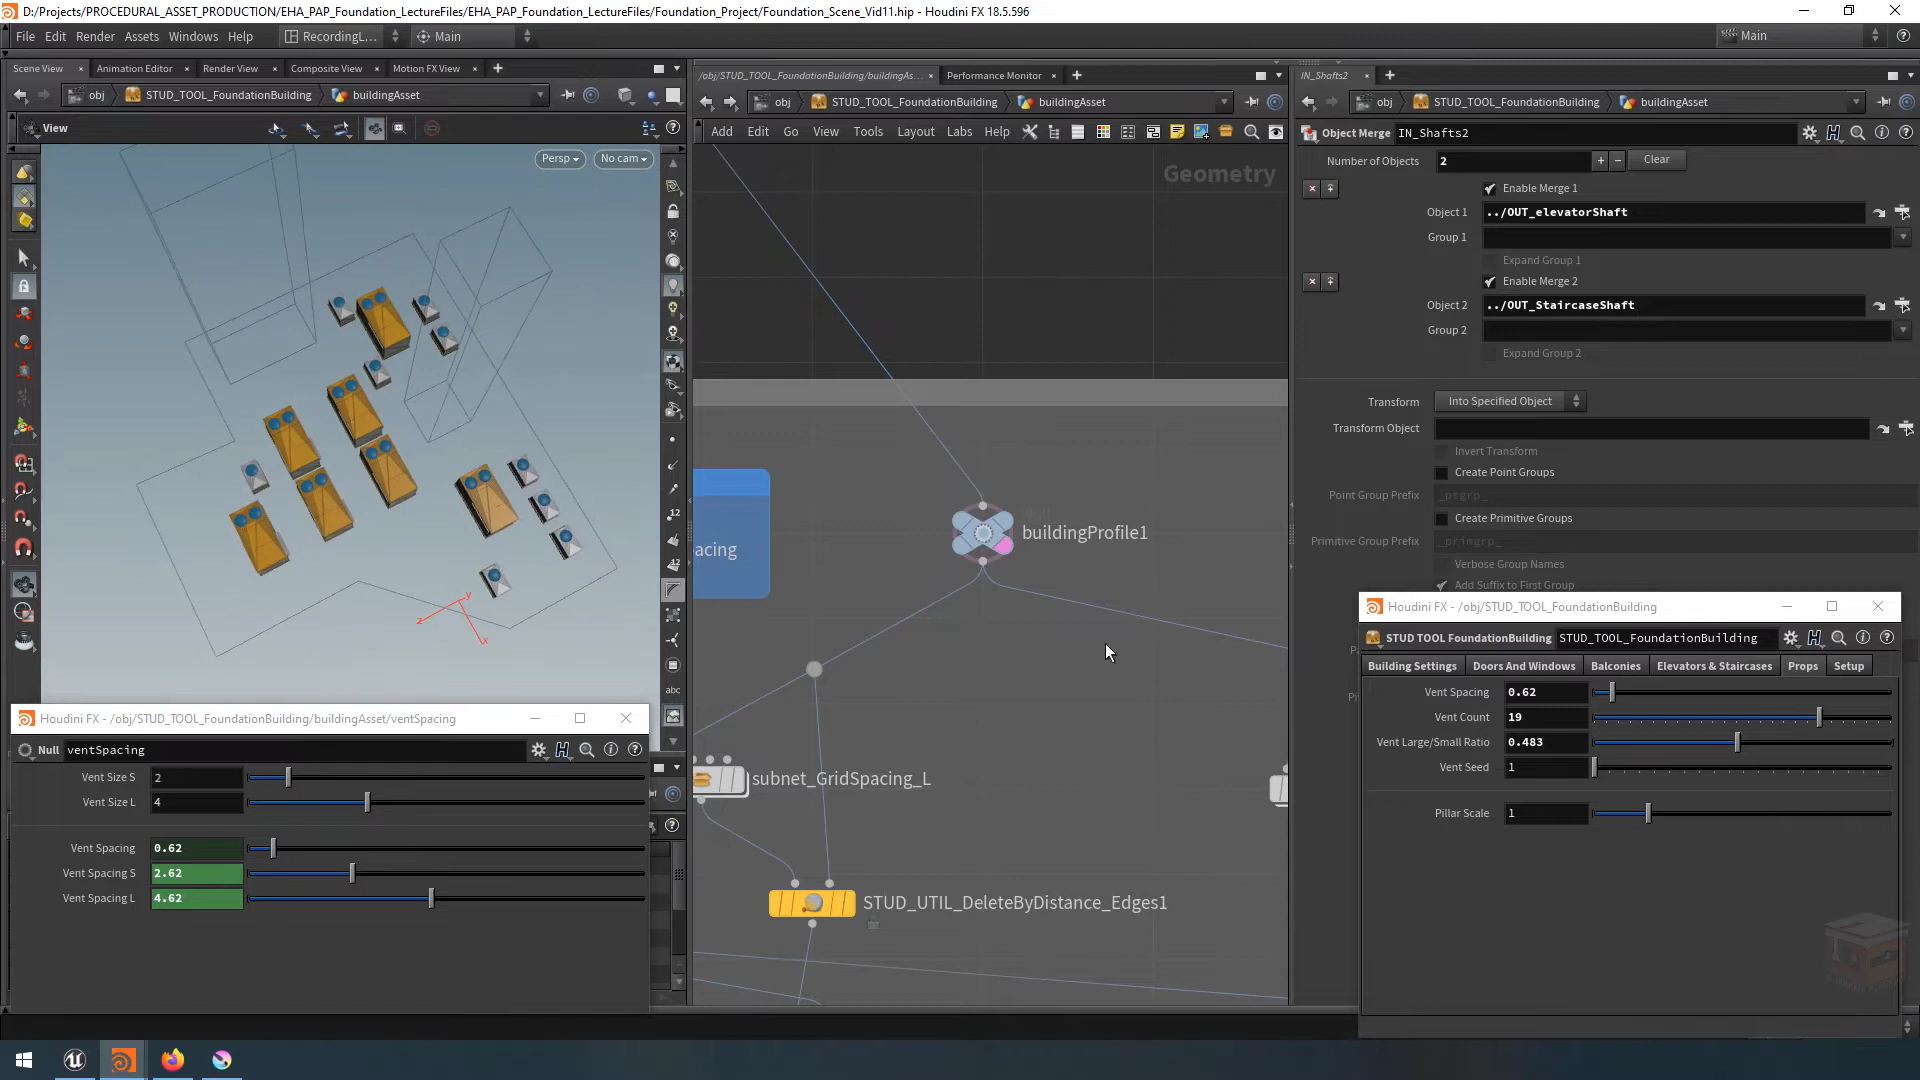 D:/Projects/PROCEDURAL_ASSET_PRODUCTION/EHA_PAP_Foundation_LectureFiles/EHA_PAP_Foundation_LectureFiles/Foundation_Project/Foundation_Scene_Vid11.hip - Houdini FX 18.5.596
File Edit Render Assets Windows Help RecordingL... Main Main
Scene View Animation Editor Render View Composite View Motion FX View
obj STUD_TOOL_FoundationBuilding buildingAsset
View
Persp No cam
abc
/obj/STUD_TOOL_FoundationBuilding/buildingAs... Performance Monitor
obj STUD_TOOL_FoundationBuilding buildingAsset
Add Edit Go View Tools Layout Labs Help
Geometry
acing
Null
buildingProfile1
subnet_GridSpacing_L
STUD_UTIL_DeleteByDistance_Edges1
IN_Shafts2
obj STUD_TOOL_FoundationBuilding buildingAsset
Object Merge IN_Shafts2
Number of Objects 2 Clear
Enable Merge 1
Object 1 ../OUT_elevatorShaft
Group 1
Expand Group 1
Enable Merge 2
Object 2 ../OUT_StaircaseShaft
Group 2
Expand Group 2
Transform Into Specified Object
Transform Object
Invert Transform
Create Point Groups
Point Group Prefix _ptgrp_
Create Primitive Groups
Primitive Group Prefix _primgrp_
Verbose Group Names
Add Suffix to First Group
Houdini FX - /obj/STUD_TOOL_FoundationBuilding
STUD TOOL FoundationBuilding STUD_TOOL_FoundationBuilding
Building Settings Doors And Windows Balconies Elevators & Staircases Props Setup
Vent Spacing 0.62
Vent Count 19
Vent Large/Small Ratio 0.483
Vent Seed 1
Pillar Scale 1
Houdini FX - /obj/STUD_TOOL_FoundationBuilding/buildingAsset/ventSpacing
Null ventSpacing
Vent Size S 2
Vent Size L 4
Vent Spacing 0.62
Vent Spacing S 2.62
Vent Spacing L 4.62
y
z
x